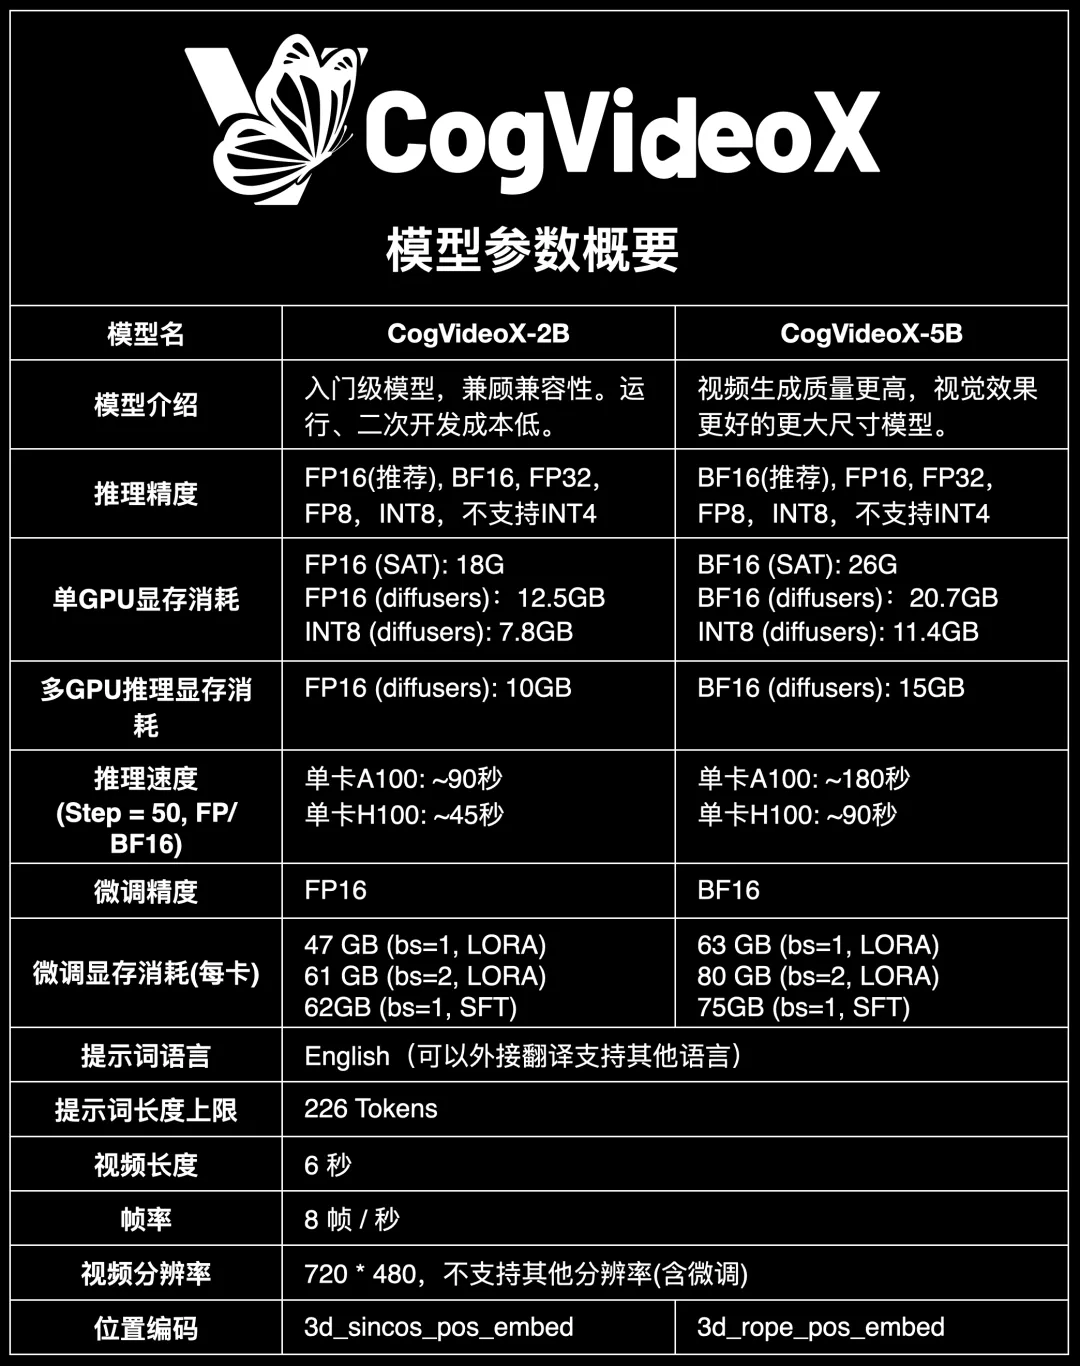 CogVideoX
模型参数概要
模型名
CogVideoX-2B
CogVideoX-5B
模型介绍
入门级模型，兼顾兼容性。运
行、二次开发成本低。
视频生成质量更高，视觉效果
更好的更大尺寸模型。
推理精度
FP16(推荐), BF16, FP32，
FP8，INT8，不支持INT4
BF16(推荐), FP16, FP32，
FP8，INT8，不支持INT4
单GPU显存消耗
FP16 (SAT): 18G
FP16 (diffusers)：12.5GB
INT8 (diffusers): 7.8GB
BF16 (SAT): 26G
BF16 (diffusers)：20.7GB
INT8 (diffusers): 11.4GB
多GPU推理显存消
耗
FP16 (diffusers): 10GB
BF16 (diffusers): 15GB
推理速度
(Step = 50, FP/
BF16)
单卡A100: ~90秒
单卡H100: ~45秒
单卡A100: ~180秒
单卡H100: ~90秒
微调精度
FP16
BF16
微调显存消耗(每卡)
47 GB (bs=1, LORA)
61 GB (bs=2, LORA)
62GB (bs=1, SFT)
63 GB (bs=1, LORA)
80 GB (bs=2, LORA)
75GB (bs=1, SFT)
提示词语言
English（可以外接翻译支持其他语言）
提示词长度上限
226 Tokens
视频长度
6 秒
帧率
8 帧 / 秒
视频分辨率
720 * 480，不支持其他分辨率(含微调)
位置编码
3d_sincos_pos_embed
3d_rope_pos_embed